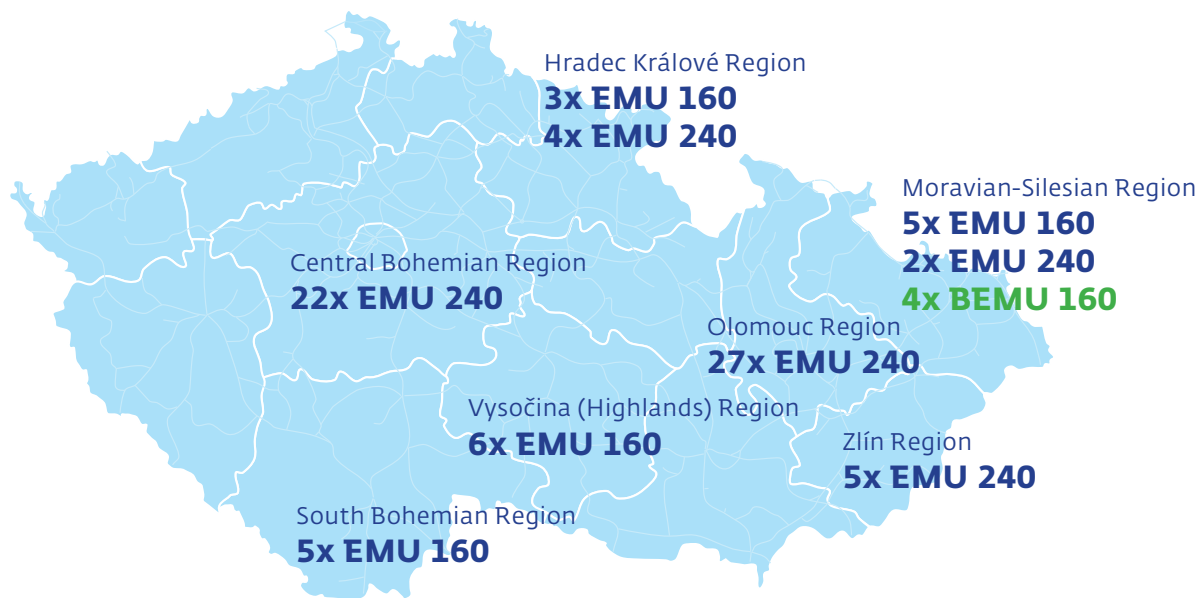 Hradec Králové Region
3x EMU 160
4x EMU 240
Moravian-Silesian Region
5x EMU 160
2x EMU 240
4x BEMU 160
Central Bohemian Region
22x EMU 240
Olomouc Region
27x EMU 240
Vysočina (Highlands) Region
6x EMU 160
Zlín Region
5x EMU 240
South Bohemian Region
5x EMU 160